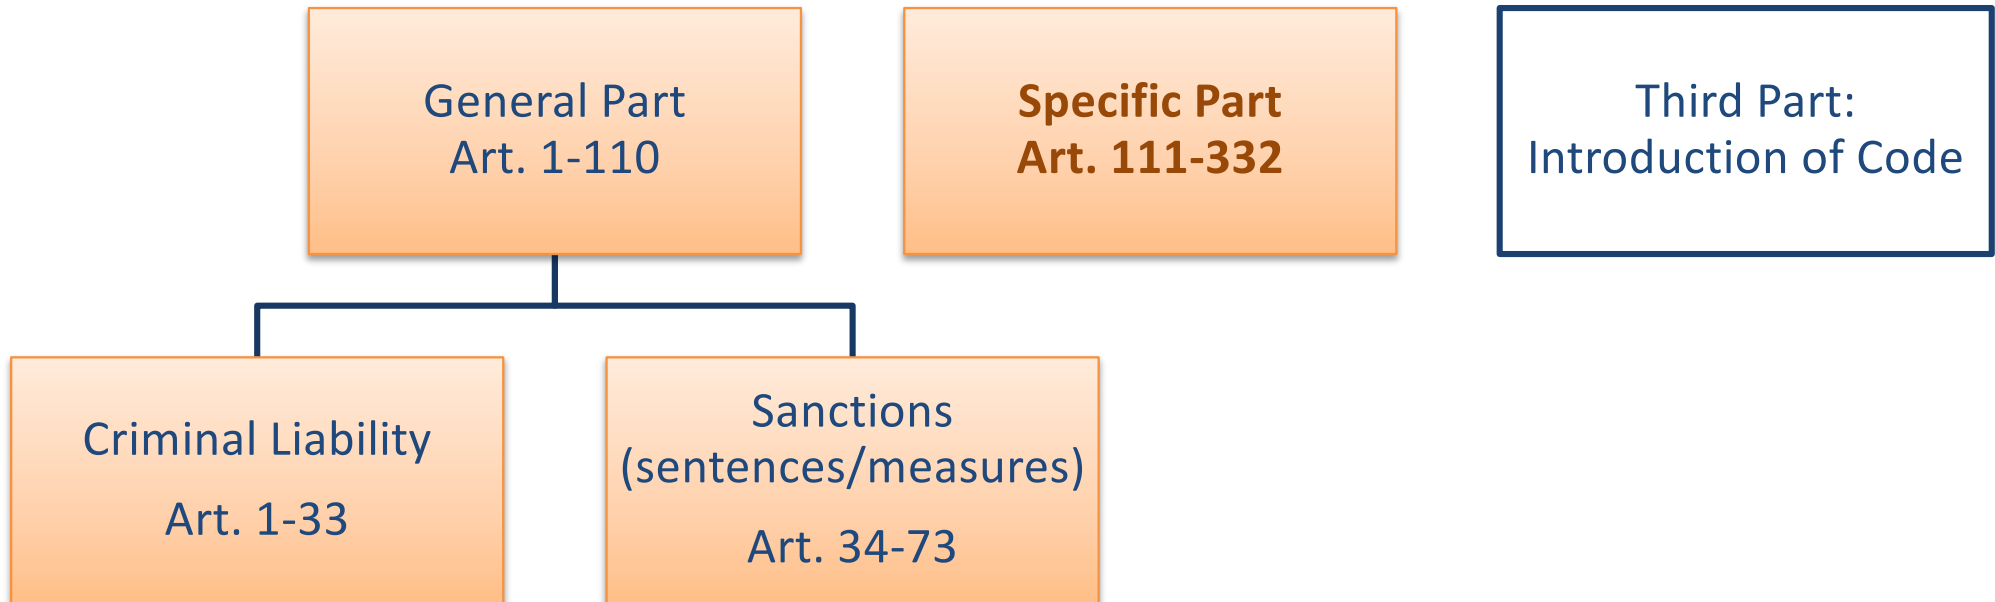 General Part
Art. 1-110
Specific Part
Art. 111-332
Third Part:
Introduction of Code
Criminal Liability
Art. 1-33
Sanctions
(sentences/measures)
Art. 34-73